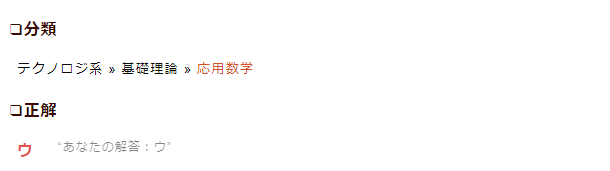 ❏分類
テクノロジ系 » 基礎理論 » 応用数学
❏正解
ウ “あなたの解答：ウ”